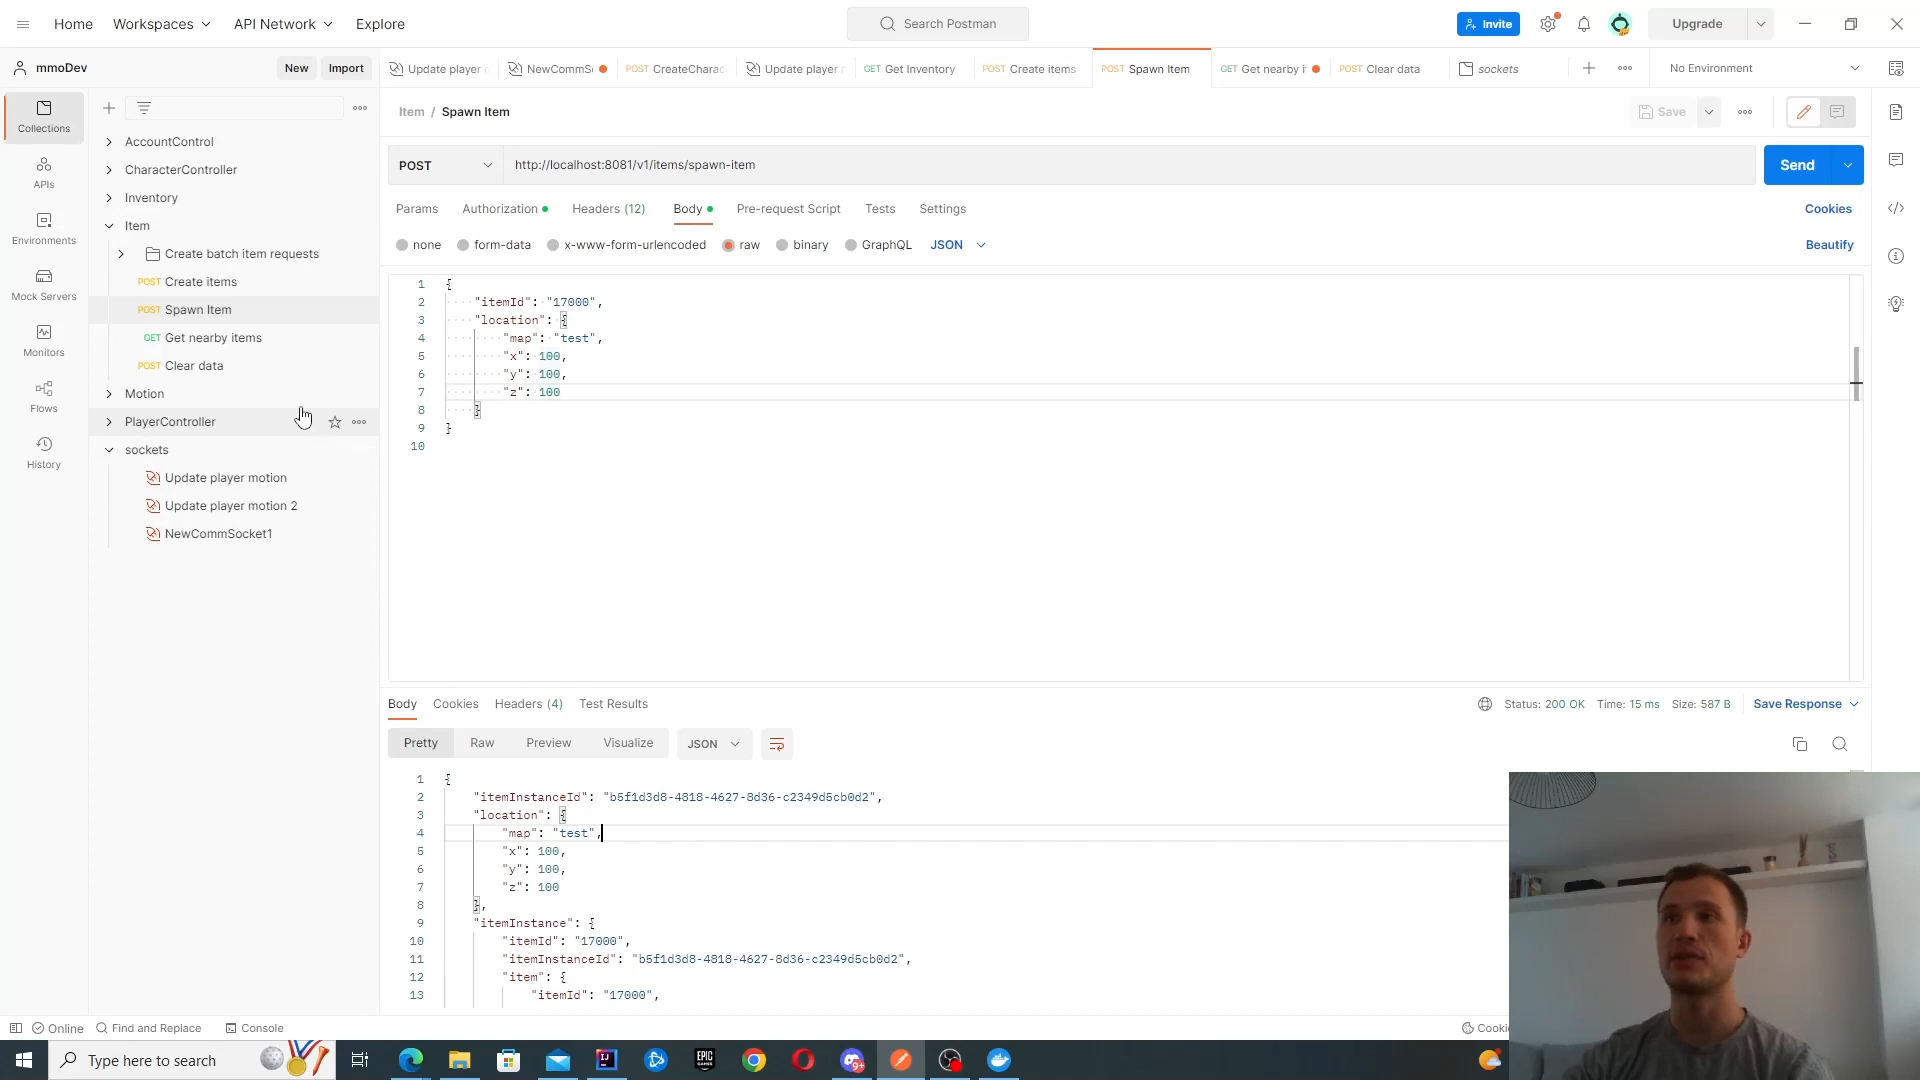 Home Workspaces API Network Explore Search Postman Invite Upgrade
mmoDev New Import Update player NewCommS POST CreateCharac Update player GET Get Inventory POST Create items POST Spawn Item GET Get nearby i POST Clear data sockets No Environment
Collections
APIs
Environments
Mock Servers
Monitors
Flows
History
AccountControl
CharacterController
Inventory
Item
Create batch item requests
POST Create items
POST Spawn Item
GET Get nearby items
POST Clear data
Motion
PlayerController
sockets
Update player motion
Update player motion 2
NewCommSocket1
Item / Spawn Item Save
POST http://localhost:8081/v1/items/spawn-item Send
Params Authorization Headers (12) Body Pre-request Script Tests Settings Cookies
none form-data x-www-form-urlencoded raw binary GraphQL JSON Beautify
1 {
2 "itemId": "17000",
3 "location": {
4 "map": "test",
5 "x": 100,
6 "y": 100,
7 "z": 100
8 }
9 }
10
Body Cookies Headers (4) Test Results Status: 200 OK Time: 15 ms Size: 587 B Save Response
Pretty Raw Preview Visualize JSON
1 {
2 "itemInstanceId": "b5f1d3d8-4818-4627-8d36-c2349d5cb0d2",
3 "location": {
4 "map": "test",
5 "x": 100,
6 "y": 100,
7 "z": 100
8 },
9 "itemInstance": {
10 "itemId": "17000",
11 "itemInstanceId": "b5f1d3d8-4818-4627-8d36-c2349d5cb0d2",
12 "item": {
13 "itemId": "17000",
Online Find and Replace Console Cookie
Type here to search IJ EPIC GAMES 9+